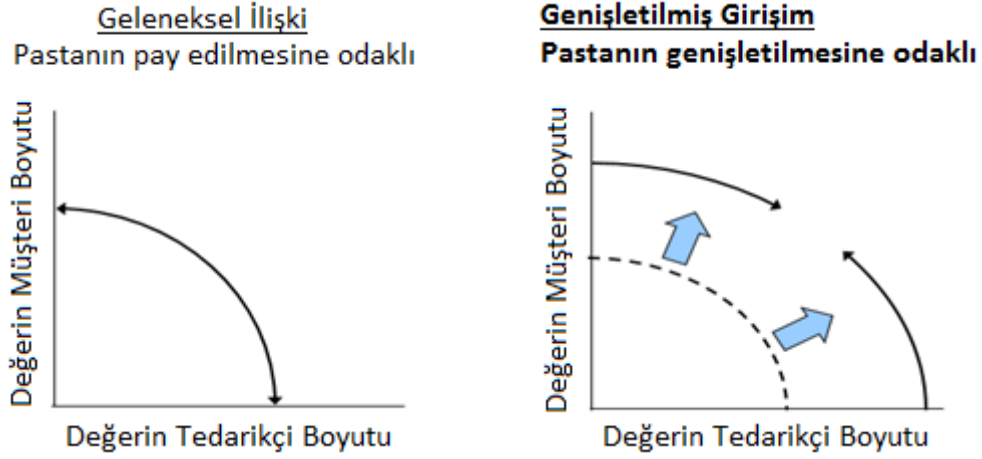 Geleneksel İlişki
Pastanın pay edilmesine odaklı
Değerin Müşteri Boyutu
Değerin Tedarikçi Boyutu
Genişletilmiş Girişim
Pastanın genişletilmesine odaklı
Değerin Müşteri Boyutu
Değerin Tedarikçi Boyutu